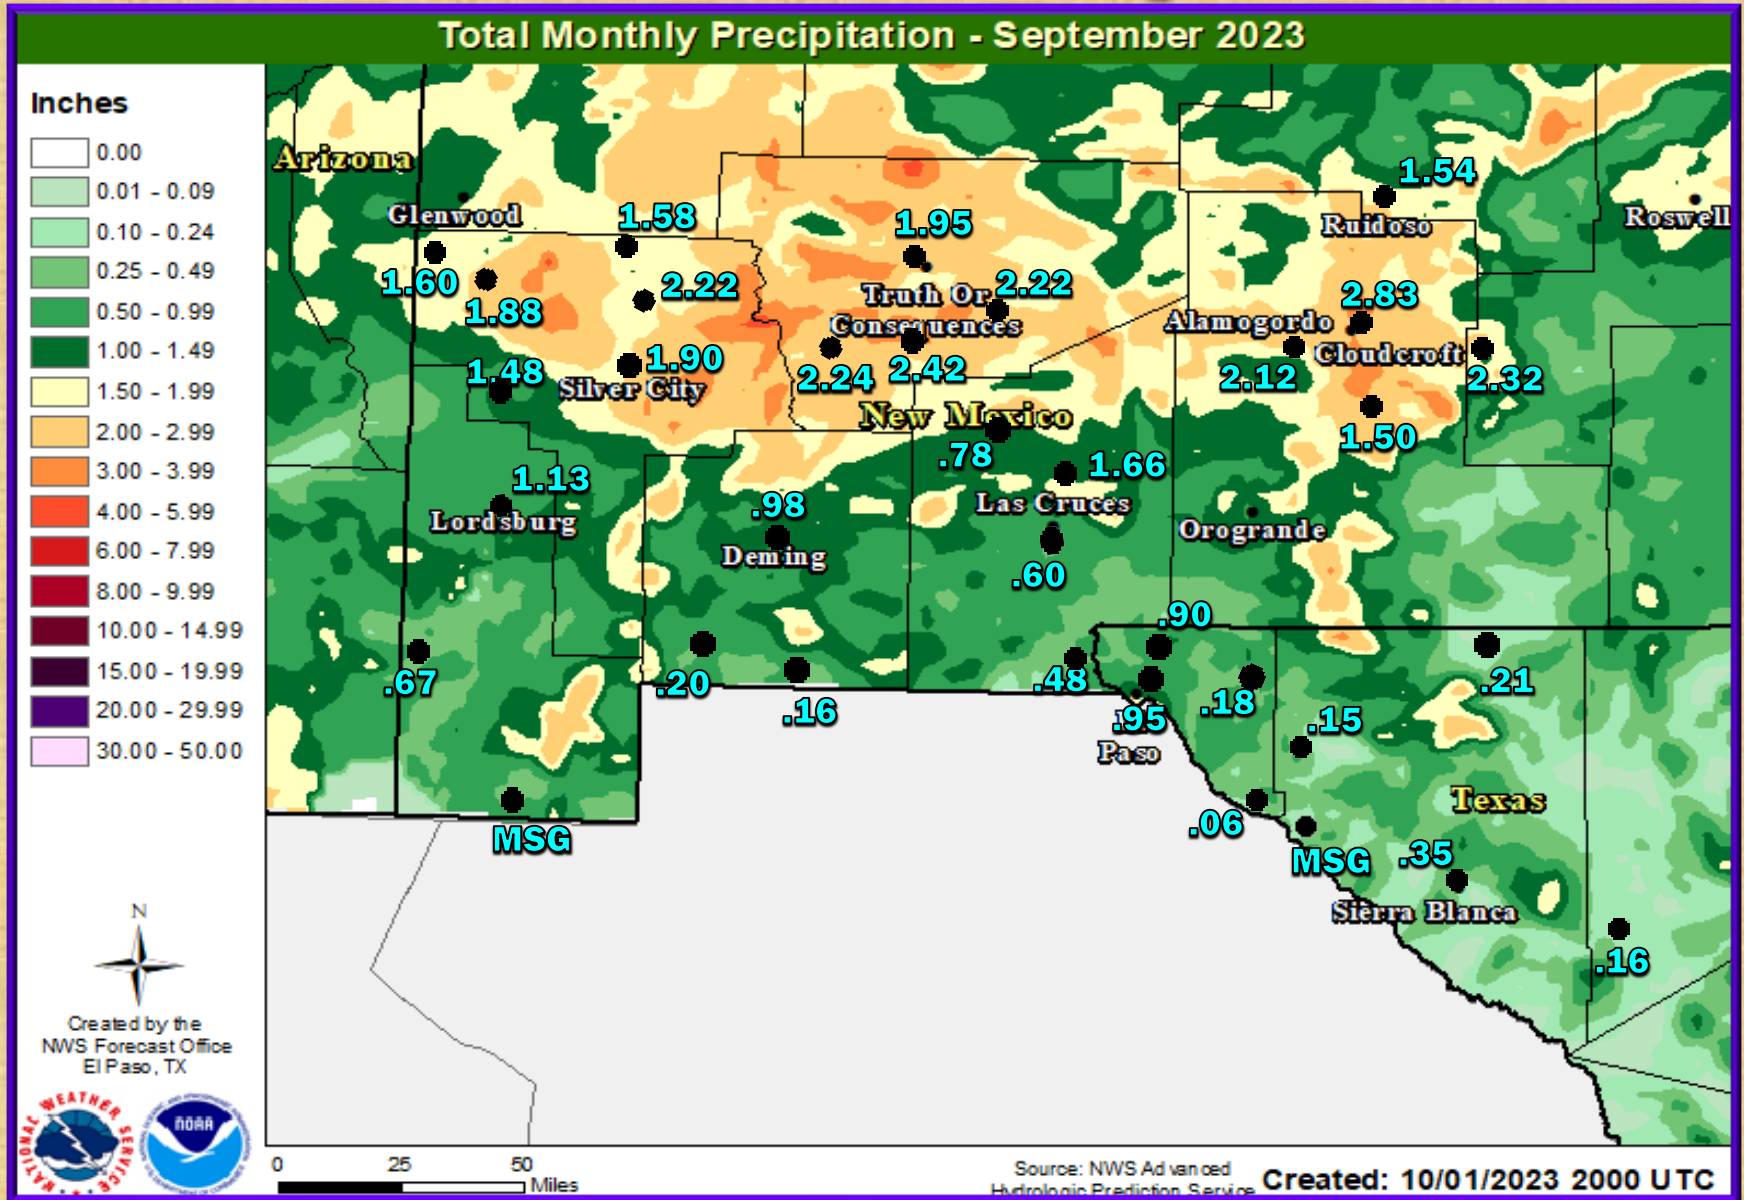 Total Monthly Precipitation - September 2023
Inches
0.00
0.01 - 0.09
0.10 - 0.24
0.25 - 0.49
0.50 - 0.99
1.00 - 1.49
1.50 - 1.99
2.00 - 2.99
3.00 - 3.99
4.00 - 5.99
6.00 - 7.99
8.00 - 9.99
10.00 - 14.99
15.00 - 19.99
20.00 - 29.99
30.00 - 50.00
Arizona
1.54
Glenwood
1.58
1.95
Ruidoso
Roswell
1.60
1.88
2.22
Truth Or
2.22
2.83
Consequences
Alamogordo
1.48
1.90
Silver City
2.24
2.42
Cloudcroft
2.12
2.32
New Mexico
1.50
.78
1.66
1.13
Lordsburg
.98
Las Cruces
Deming
Orogrande
.60
.90
.67
.20
.16
.48
.95
.18
.21
.15
Paso
Texas
MSG
.06
MSG
.35
Sierra Blanca
.16
N
Created by the
NWS Forecast Office
El Paso, TX
NATIONAL WEATHER SERVICE
NOAA
0 25 50
Miles
Source: NWS Advanced
Hydrologic Prediction Service
Created: 10/01/2023 2000 UTC